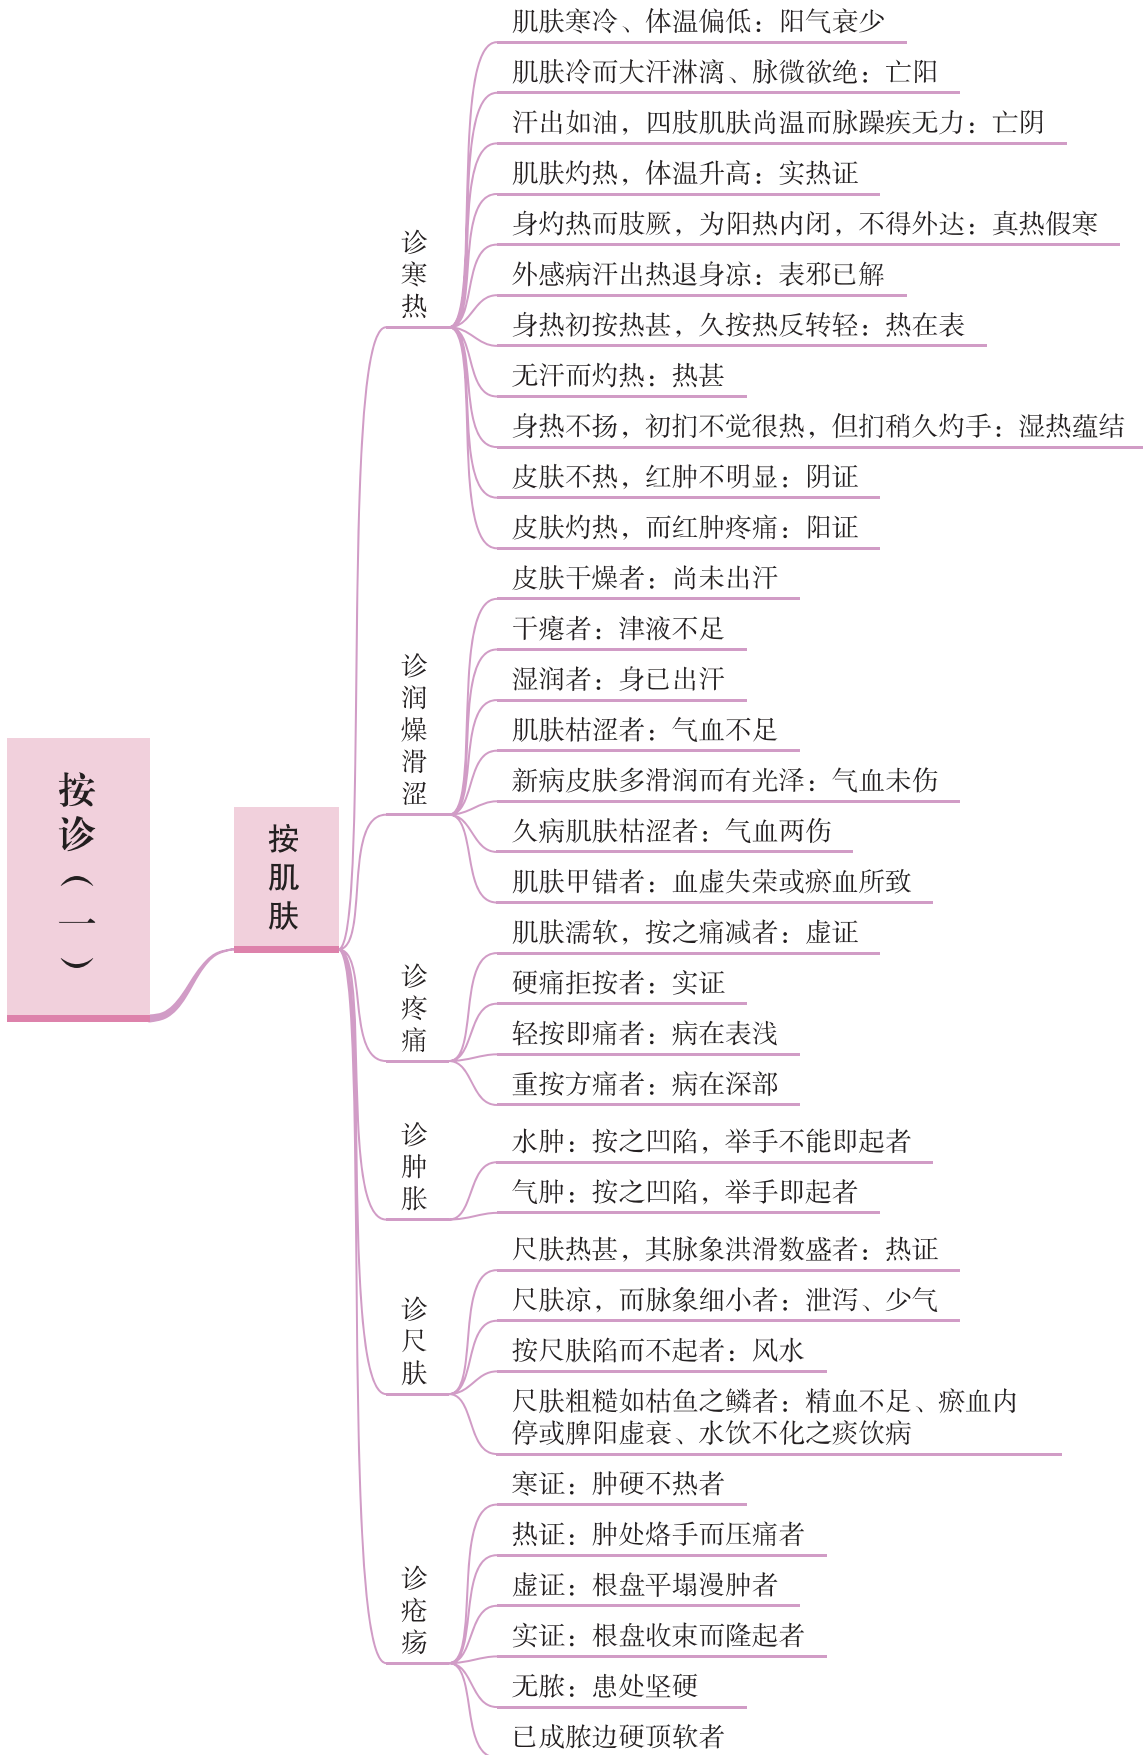 按诊（一）
按肌肤
诊寒热
肌肤寒冷、体温偏低：阳气衰少
肌肤冷而大汗淋漓、脉微欲绝：亡阳
汗出如油，四肢肌肤尚温而脉躁疾无力：亡阴
肌肤灼热，体温升高：实热证
身灼热而肢厥，为阳热内闭，不得外达：真热假寒
外感病汗出热退身凉：表邪已解
身热初按热甚，久按热反转轻：热在表
无汗而灼热：热甚
身热不扬，初扪不觉很热，但扪稍久灼手：湿热蕴结
皮肤不热，红肿不明显：阴证
皮肤灼热，而红肿疼痛：阳证
诊润燥滑涩
皮肤干燥者：尚未出汗
干瘪者：津液不足
湿润者：身已出汗
肌肤枯涩者：气血不足
新病皮肤多滑润而有光泽：气血未伤
久病肌肤枯涩者：气血两伤
肌肤甲错者：血虚失荣或瘀血所致
诊疼痛
肌肤濡软，按之痛减者：虚证
硬痛拒按者：实证
轻按即痛者：病在表浅
重按方痛者：病在深部
诊肿胀
水肿：按之凹陷，举手不能即起者
气肿：按之凹陷，举手即起者
诊尺肤
尺肤热甚，其脉象洪滑数盛者：热证
尺肤凉，而脉象细小者：泄泻、少气
按尺肤陷而不起者：风水
尺肤粗糙如枯鱼之鳞者：精血不足、瘀血内
停或脾阳虚衰、水饮不化之痰饮病
诊疮疡
寒证：肿硬不热者
热证：肿处烙手而压痛者
虚证：根盘平塌漫肿者
实证：根盘收束而隆起者
无脓：患处坚硬
已成脓边硬顶软者